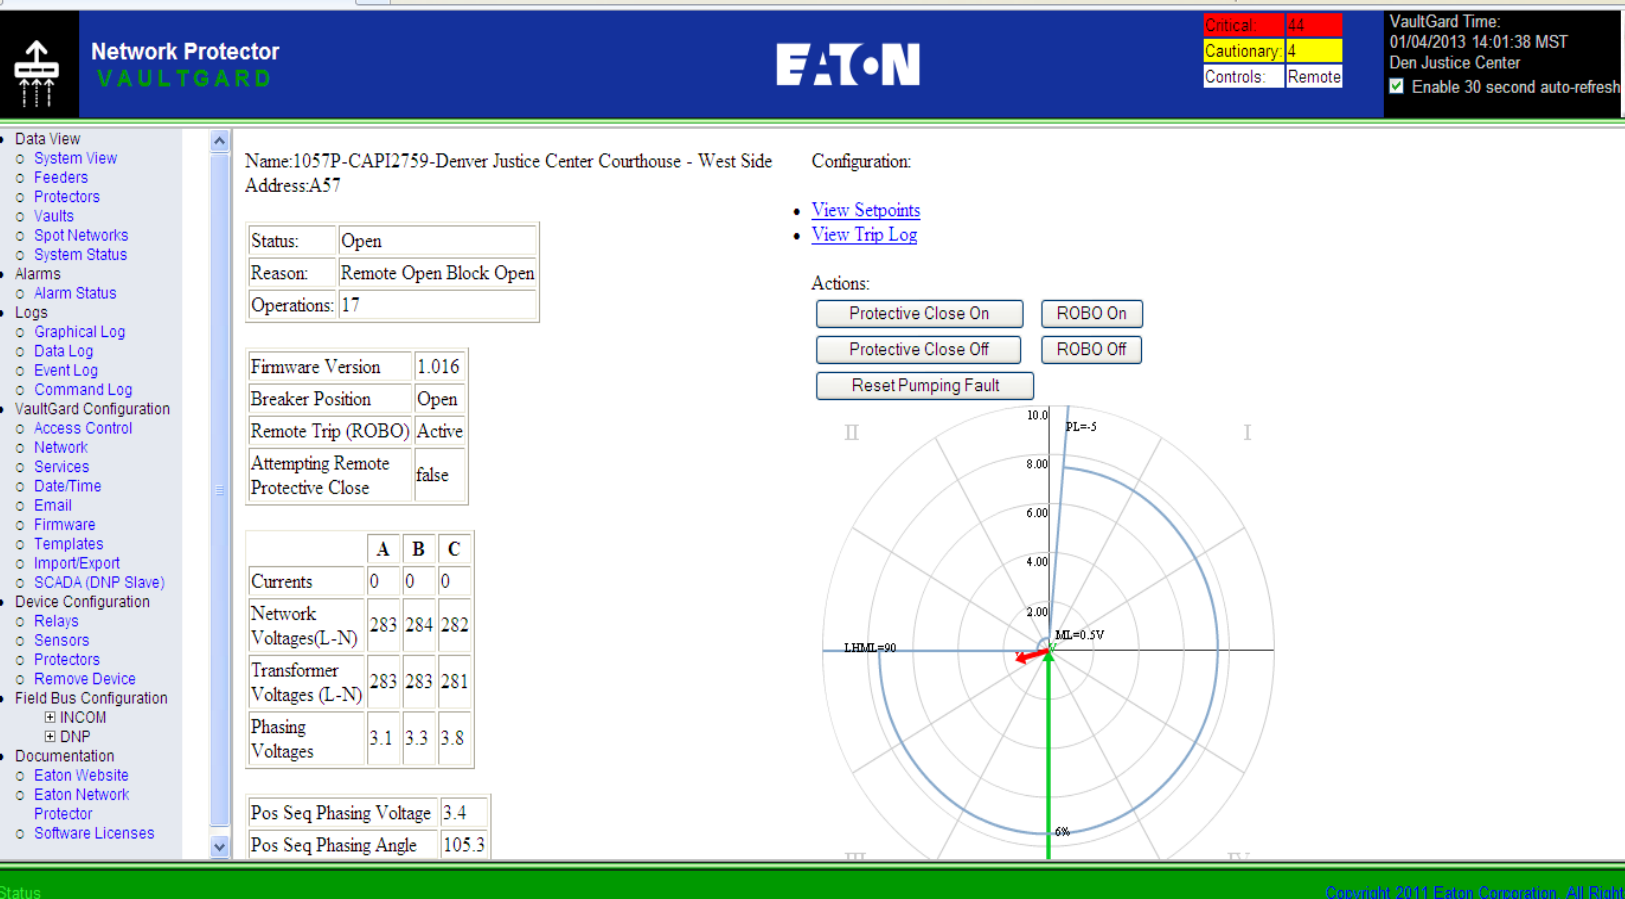 Network Protector
VAULTGARD
EATON
Critical: 44
Cautionary: 4
Controls: Remote
VaultGard Time:
01/04/2013 14:01:38 MST
Den Justice Center
Enable 30 second auto-refresh
Data View
System View
Feeders
Protectors
Vaults
Spot Networks
System Status
Alarms
Alarm Status
Logs
Graphical Log
Data Log
Event Log
Command Log
VaultGard Configuration
Access Control
Network
Services
Date/Time
Email
Firmware
Templates
Import/Export
SCADA (DNP Slave)
Device Configuration
Relays
Sensors
Protectors
Remove Device
Field Bus Configuration
INCOM
DNP
Documentation
Eaton Website
Eaton Network
Protector
Software Licenses
Name:1057P-CAPI2759-Denver Justice Center Courthouse - West Side
Address:A57
Status: Open
Reason: Remote Open Block Open
Operations: 17
Firmware Version 1.016
Breaker Position Open
Remote Trip (ROBO) Active
Attempting Remote
Protective Close false
A B C
Currents 0 0 0
Network
Voltages(L-N) 283 284 282
Transformer
Voltages (L-N) 283 283 281
Phasing
Voltages 3.1 3.3 3.8
Pos Seq Phasing Voltage 3.4
Pos Seq Phasing Angle 105.3
Configuration:
View Setpoints
View Trip Log
Actions:
Protective Close On ROBO On
Protective Close Off ROBO Off
Reset Pumping Fault
10.0
PL=-5
II
I
8.00
6.00
4.00
2.00
ML=0.5V
LHML=90
6%
III
IV
Status
Copyright 2011 Eaton Corporation. All Right